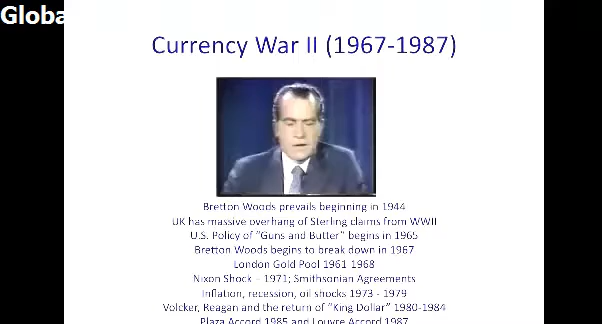 Globa
Currency War II (1967-1987)
Bretton Woods prevails beginning in 1944
UK has massive overhang of Sterling claims from WWII
U.S. Policy of "Guns and Butter" begins in 1965
Bretton Woods begins to break down in 1967
London Gold Pool 1961-1968
Nixon Shock – 1971; Smithsonian Agreements
Inflation, recession, oil shocks 1973 - 1979
Volcker, Reagan and the return of "King Dollar" 1980-1984
Plaza Accord 1985 and Louvre Accord 1987